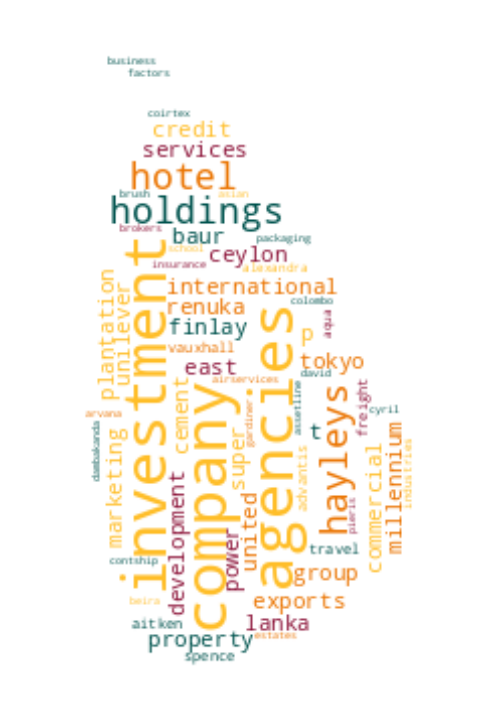 business
factors
coirtex
credit
services
hotel
brush
asian
holdings
brokers
baur
packaging
school
ceylon
insurance
alexandra
investment
plantation
unilever
international
colombo
renuka
aqua
finlay
agencies
p
vauxhall
tokyo
east
david
airservices
company
cement
assetline
hayleys
freight
arvana
gardiner
cyril
dambakanda
t
millennium
marketing
super
industries
commercial
advantis
development
united
pieris
power
travel
contship
group
beira
exports
aitken
lanka
property
estates
spence